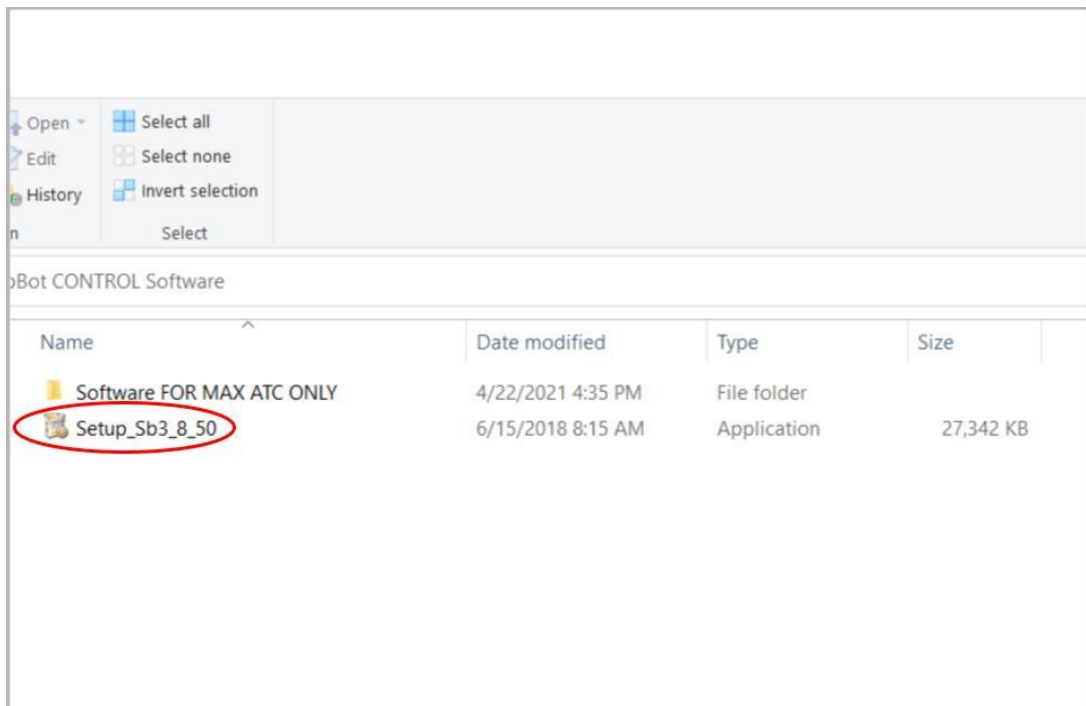 Open
Select all
Edit
Select none
History
Invert selection
n
Select
oBot CONTROL Software
Name Date modified Type Size
Software FOR MAX ATC ONLY 4/22/2021 4:35 PM File folder
Setup_Sb3_8_50 6/15/2018 8:15 AM Application 27,342 KB